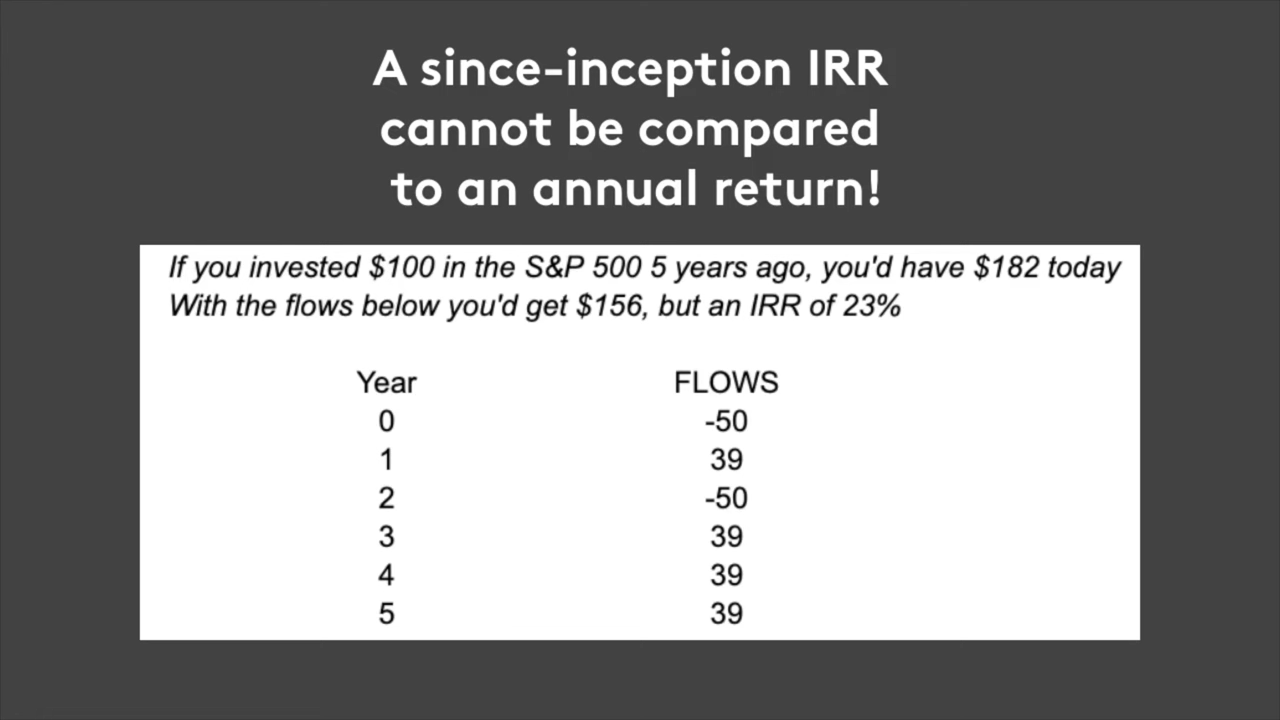 A since-inception IRR
cannot be compared
to an annual return!
If you invested $100 in the S&P 500 5 years ago, you'd have $182 today
With the flows below you'd get $156, but an IRR of 23%
Year FLOWS
0 -50
1 39
2 -50
3 39
4 39
5 39